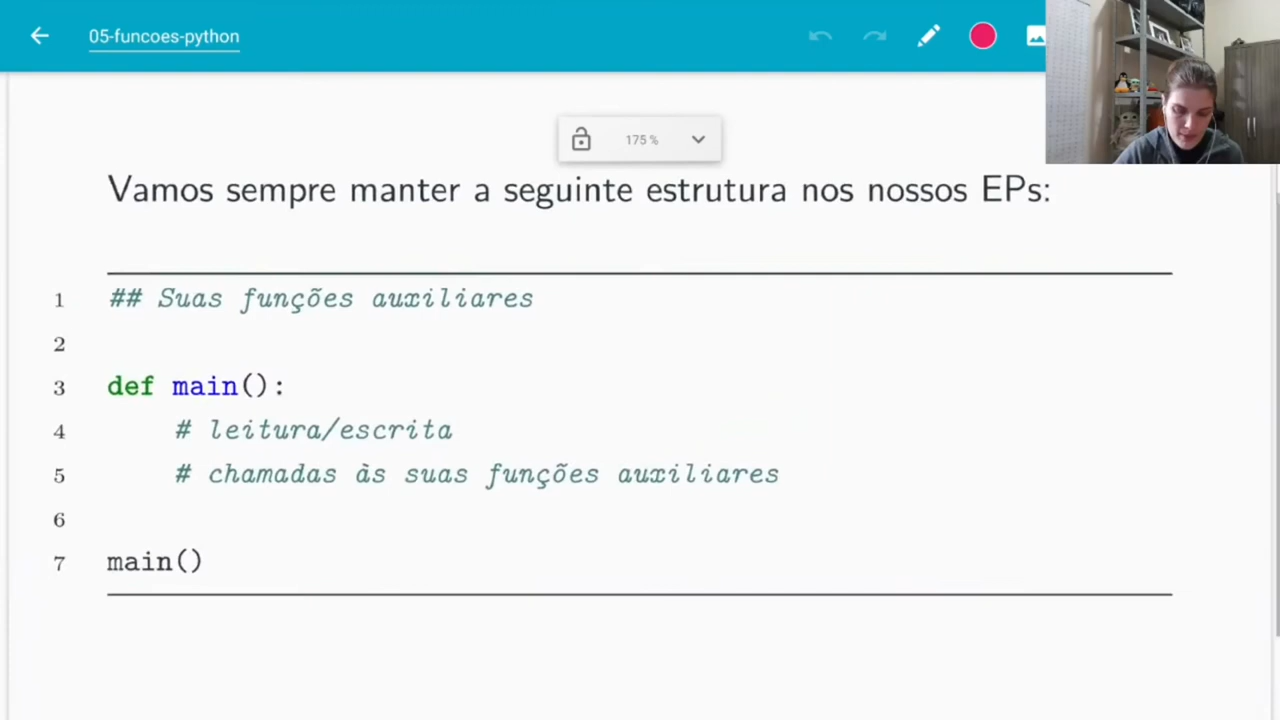 05-funcoes-python
175 %
Vamos sempre manter a seguinte estrutura nos nossos EPs:
1 ## Suas funções auxiliares
2
3 def main():
4 # leitura/escrita
5 # chamadas às suas funções auxiliares
6
7 main()